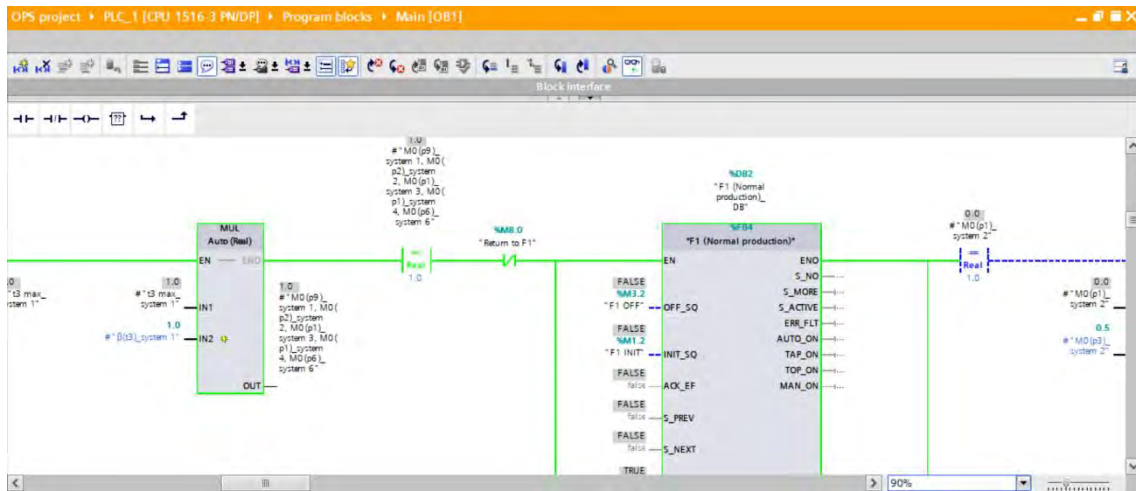 OPS project ▸ PLC_1 [CPU 1516-3 PN/DP] ▸ Program blocks ▸ Main [OB1]
Block interface
??
1.0
#"M0(p9)_
system 1, M0(
p2)_system
2, M0(p1)_
system 3, M0(
p1)_system
4, M0(p6)_
system 6"
==
Real
1.0
%M8.0
"Return to F1"
%DB2
"F1 (Normal
production)_
DB"
%FB4
"F1 (Normal production)"
0.0
#"M0(p1)_
system 2"
==
Real
1.0
MUL
Auto (Real)
EN ENO
IN1
IN2
OUT
.0
"t3 max_
stem 1"
1.0
#"t3 max_
system 1"
1.0
#"β(t3)_system 1"
1.0
#"M0(p9)_
system 1, M0(
p2)_system
2, M0(p1)_
system 3, M0(
p1)_system
4, M0(p6)_
system 6"
EN ENO
FALSE S_NO
%M3.2 S_MORE
"F1 OFF" OFF_SQ S_ACTIVE
FALSE ERR_FLT
%M1.2 AUTO_ON
"F1 INIT" INIT_SQ TAP_ON
FALSE TOP_ON
false ACK_EF MAN_ON
FALSE
false S_PREV
FALSE
false S_NEXT
TRUE
0.0
#"M0(p1)_
system 2"
0.5
#"M0(p3)_
system 2"
90%